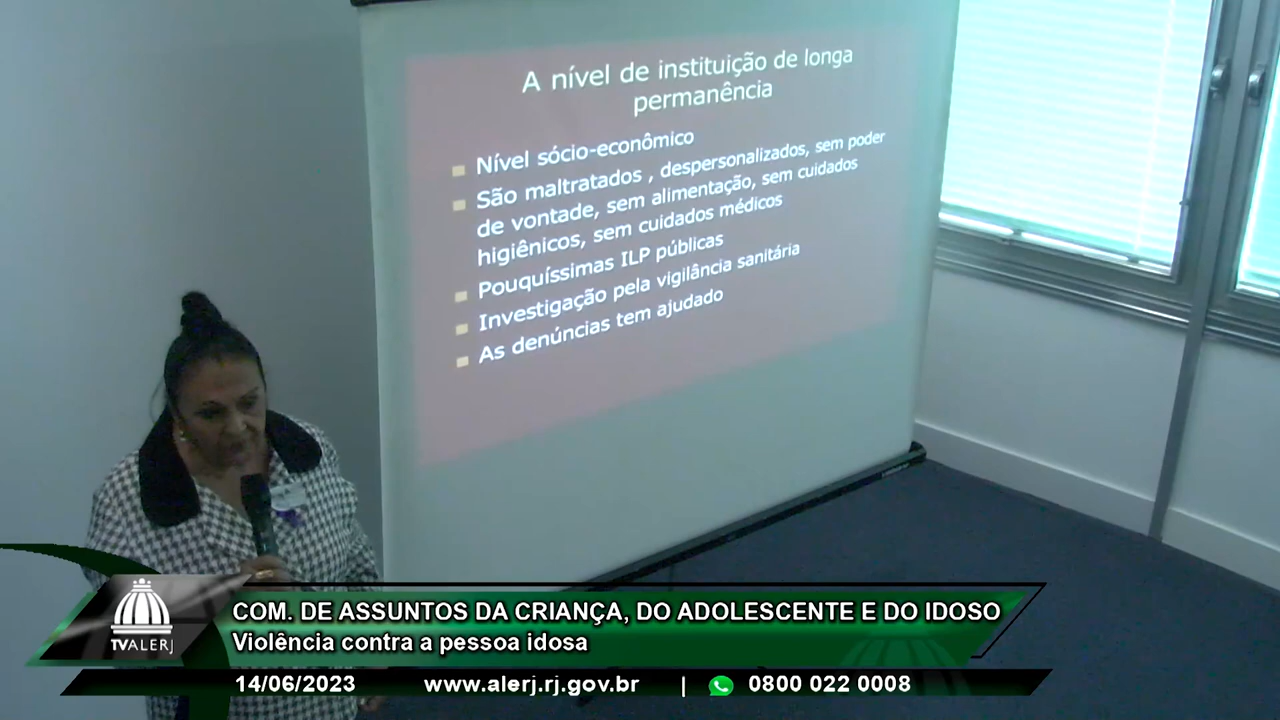 A nível de instituição de longa
permanência
Nível sócio-econômico
São maltratados , despersonalizados, sem poder
de vontade, sem alimentação, sem cuidados
higiênicos, sem cuidados médicos
Pouquíssimas ILP públicas
Investigação pela vigilância sanitária
As denúncias tem ajudado
COM. DE ASSUNTOS DA CRIANÇA, DO ADOLESCENTE E DO IDOSO
Violência contra a pessoa idosa
TVALERJ
14/06/2023 www.alerj.rj.gov.br | 0800 022 0008